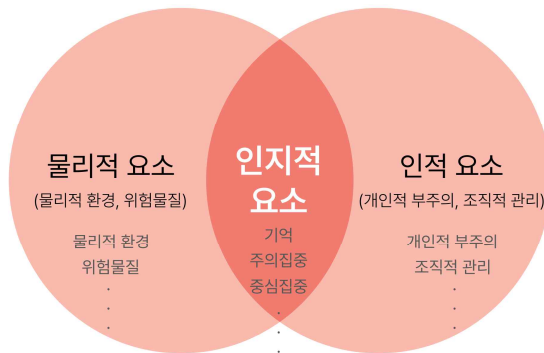 물리적 요소
(물리적 환경, 위험물질)
물리적 환경
위험물질
인지적
요소
기억
주의집중
중심집중
인적 요소
(개인적 부주의, 조직적 관리)
개인적 부주의
조직적 관리